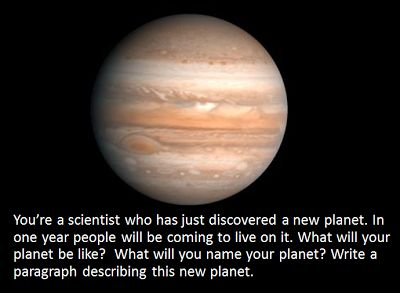 You're a scientist who has just discovered a new planet. In
one year people will be coming to live on it. What will your
planet be like?  What will you name your planet? Write a
paragraph describing this new planet.